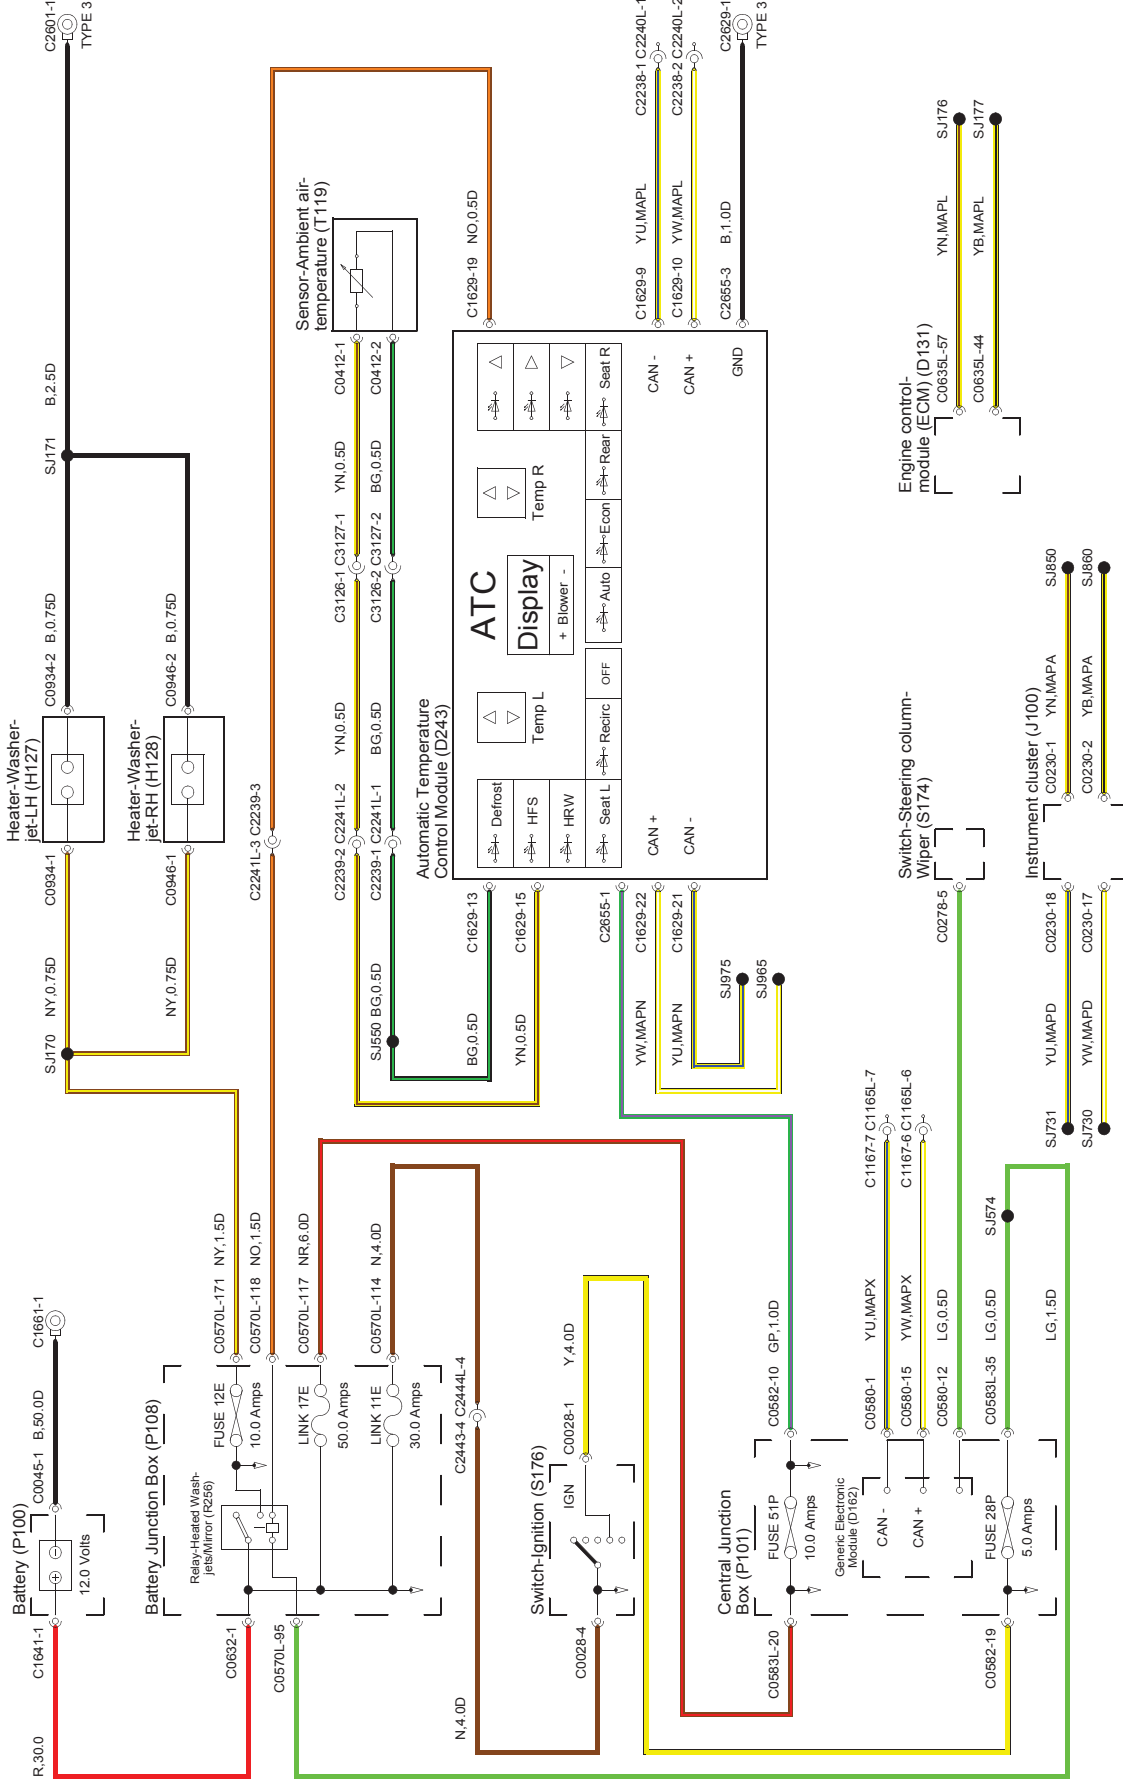 C2601-1
TYPE 3
B,2.5D
SJ171
C0934-2 B,0.75D
C0946-2 B,0.75D
Heater-Washer-
jet-LH (H127)
Heater-Washer-
jet-RH (H128)
C0934-1
C0946-1
NY,0.75D
NY,0.75D
SJ170
C2241L-3 C2239-3
Sensor-Ambient air-
temperature (T119)
C0412-1
C0412-2
YN,0.5D
BG,0.5D
C3126-1 C3127-1
C3126-2 C3127-2
YN,0.5D
BG,0.5D
C2239-2 C2241L-2
C2239-1 C2241L-1
SJ550 BG,0.5D
C1629-19 NO,0.5D
C2238-1 C2240L-1
C2238-2 C2240L-2
C2629-1
TYPE 3
YU,MAPL
YW,MAPL
B,1.0D
C1629-9
C1629-10
C2655-3
Automatic Temperature
Control Module (D243)
ATC
Display
+ Blower -
Temp L
Temp R
Defrost
HFS
HRW
Seat L
Recirc
OFF
Auto
Econ
Rear
Seat R
CAN +
CAN -
CAN -
CAN +
GND
C1629-13
C1629-15
C2655-1
C1629-22
C1629-21
BG,0.5D
YN,0.5D
YW,MAPN
YU,MAPN
SJ975
SJ965
Engine control-
module (ECM) (D131)
C0635L-57
C0635L-44
YN,MAPL
YB,MAPL
SJ176
SJ177
Switch-Steering column-
Wiper (S174)
C0278-5
Instrument cluster (J100)
C0230-1 YN,MAPA
C0230-2 YB,MAPA
SJ850
SJ860
C0230-18
C0230-17
YU,MAPD
YW,MAPD
SJ731
SJ730
Battery (P100)
12.0 Volts
C0045-1 B,50.0D
C1661-1
C1641-1
R,30.0
Battery Junction Box (P108)
Relay-Heated Wash-
jets/Mirror (R256)
FUSE 12E
10.0 Amps
LINK 17E
50.0 Amps
LINK 11E
30.0 Amps
C0570L-171 NY,1.5D
C0570L-118 NO,1.5D
C0570L-117 NR,6.0D
C0570L-114 N,4.0D
C0632-1
C0570L-95
C2443-4 C2444L-4
N,4.0D
Switch-Ignition (S176)
IGN
C0028-1
Y,4.0D
C0028-4
Central Junction
Box (P101)
FUSE 51P
10.0 Amps
Generic Electronic
Module (D162)
CAN -
CAN +
FUSE 28P
5.0 Amps
C0582-10 GP,1.0D
C0580-1 YU,MAPX
C0580-15 YW,MAPX
C0580-12 LG,0.5D
C0583L-35 LG,0.5D
C1167-7 C1165L-7
C1167-6 C1165L-6
SJ574
LG,1.5D
C0583L-20
C0582-19